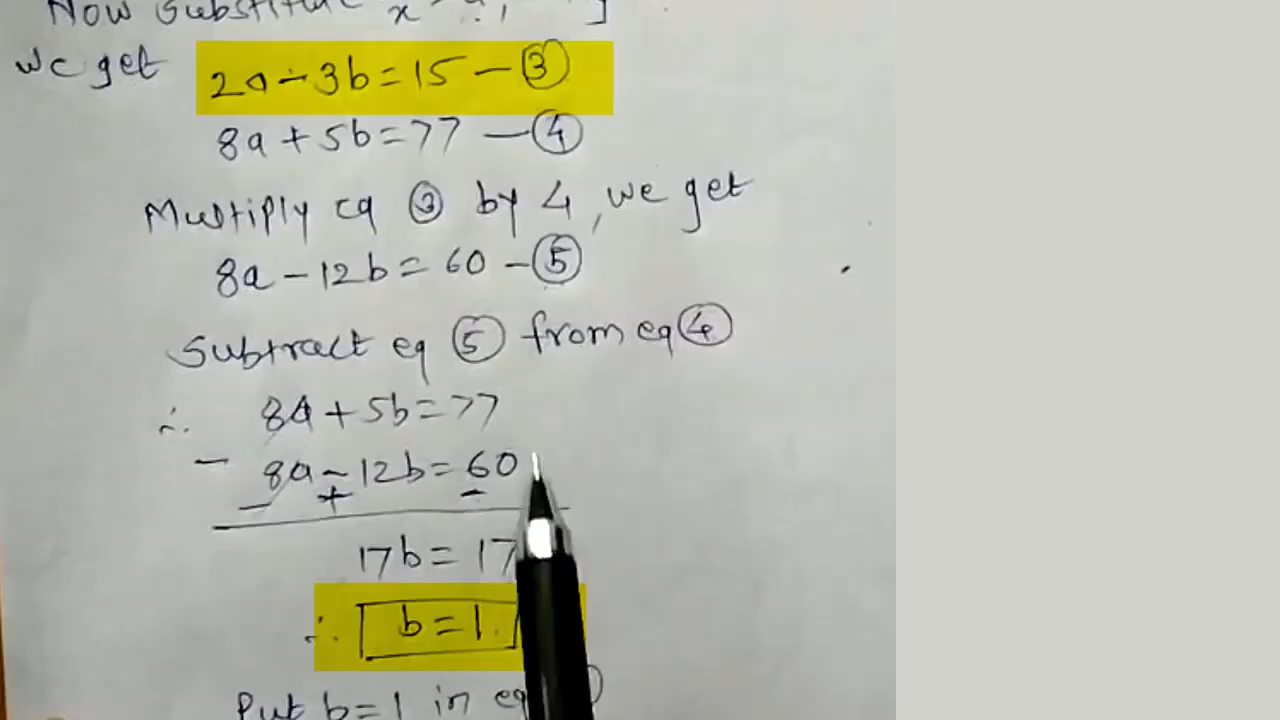 Now substitute x
we get 2a - 3b = 15 - ③
8a + 5b = 77 - ④
Multiply eq ③ by 4, we get
8a - 12b = 60 - ⑤
Subtract eq ⑤ from eq ④
∴ 8a + 5b = 77
- 8a - 12b = 60
- + -
17b = 17
∴ b = 1
Put b = 1 in eq